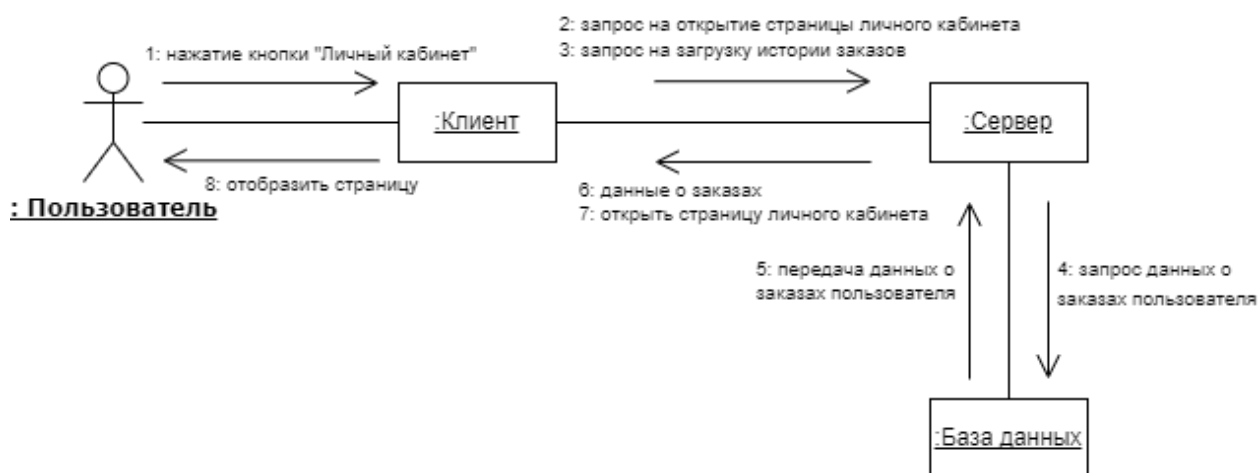 2: запрос на открытие страницы личного кабинета
1: нажатие кнопки "Личный кабинет"
3: запрос на загрузку истории заказов
:Клиент
:Сервер
8: отобразить страницу
6: данные о заказах
: Пользователь
7: открыть страницу личного кабинета
5: передача данных о
заказах пользователя
4: запрос данных о
заказах пользователя
:База данных